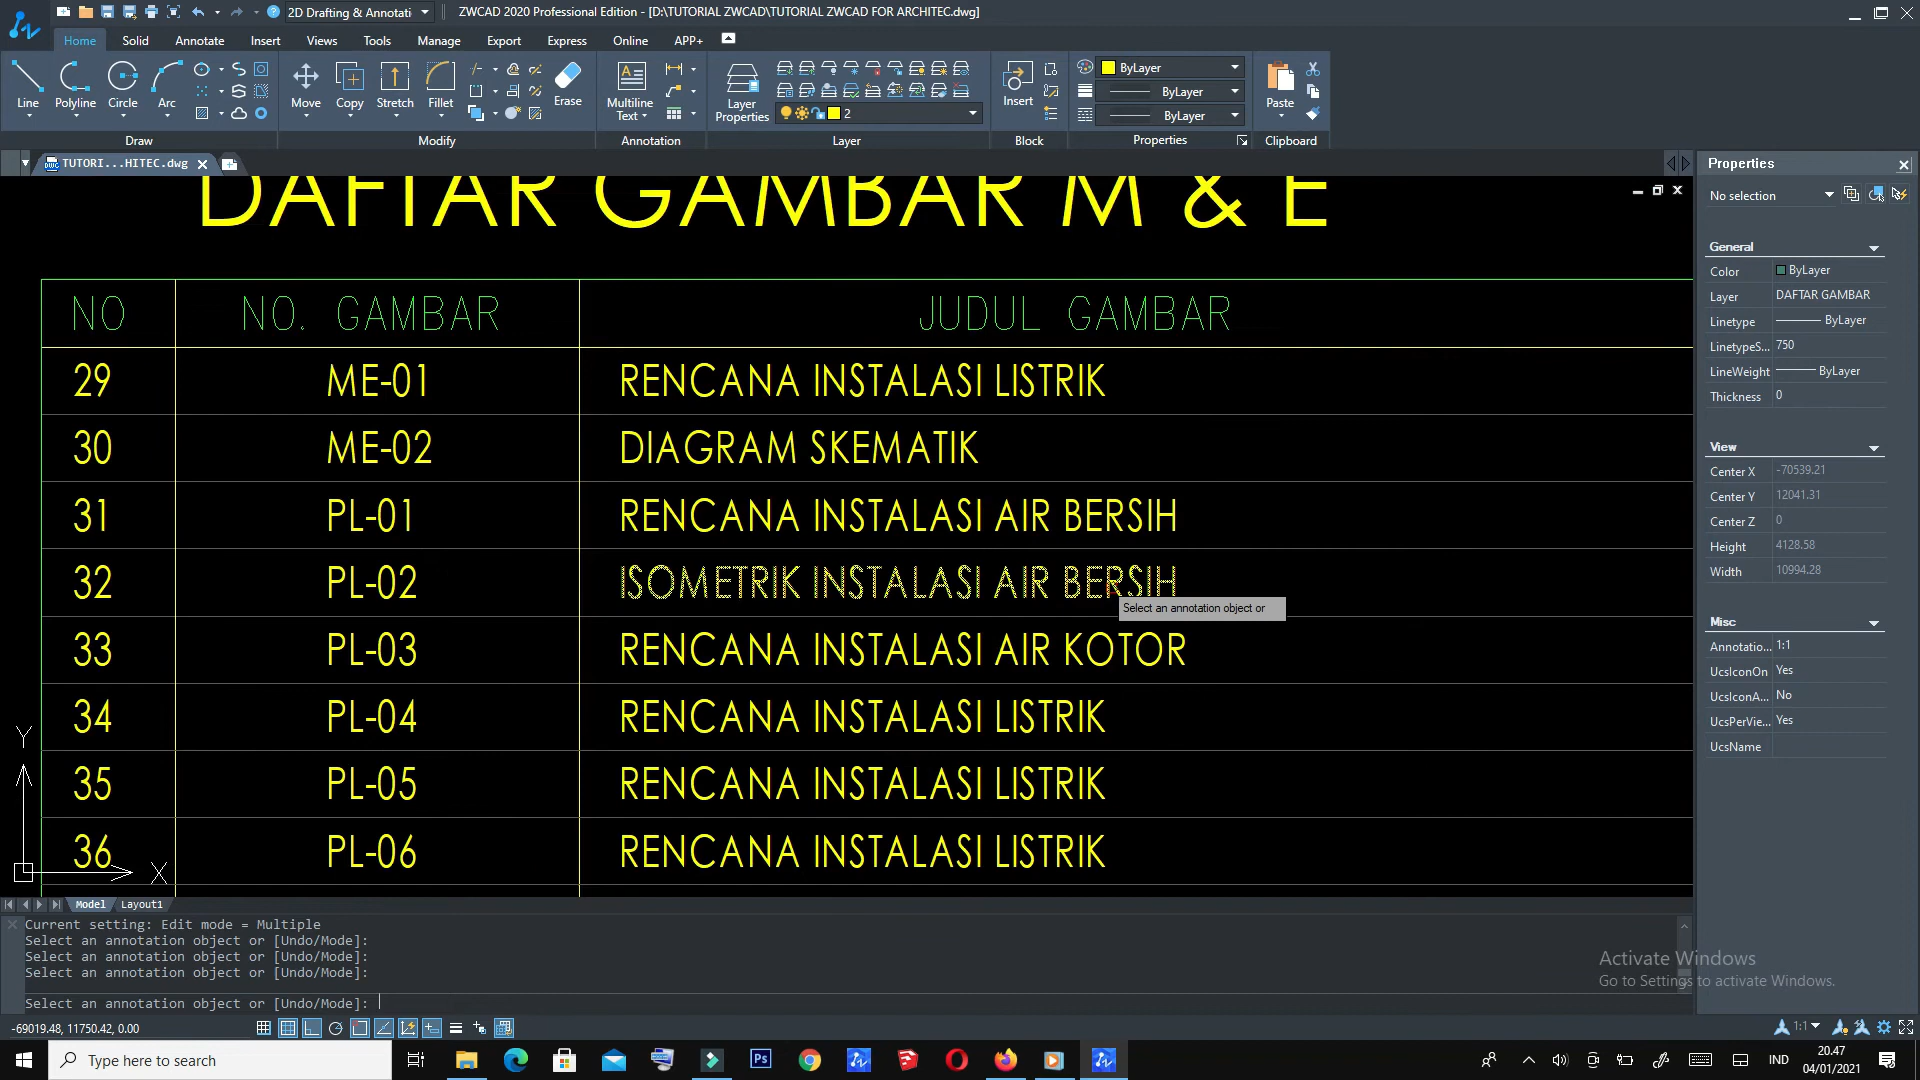 2D Drafting & Annotati
ZWCAD 2020 Professional Edition - [D:\TUTORIAL ZWCAD\TUTORIAL ZWCAD FOR ARCHITEC.dwg]
Home Solid Annotate Insert Views Tools Manage Export Express Online APP+
Line Polyline Circle Arc
Move Copy Stretch Fillet Erase
Multiline Text
Layer Properties
2
Insert
ByLayer
ByLayer
ByLayer
Paste
Draw Modify Annotation Layer Block Properties Clipboard
TUTORI...HITEC.dwg
DAFTAR GAMBAR M & E
NO NO. GAMBAR JUDUL GAMBAR
29 ME-01 RENCANA INSTALASI LISTRIK
30 ME-02 DIAGRAM SKEMATIK
31 PL-01 RENCANA INSTALASI AIR BERSIH
32 PL-02 ISOMETRIK INSTALASI AIR BERSIH
Select an annotation object or
33 PL-03 RENCANA INSTALASI AIR KOTOR
34 PL-04 RENCANA INSTALASI LISTRIK
35 PL-05 RENCANA INSTALASI LISTRIK
36 PL-06 RENCANA INSTALASI LISTRIK
Y
X
Properties
No selection
General
Color ByLayer
Layer DAFTAR GAMBAR
Linetype ByLayer
LinetypeS... 750
LineWeight ByLayer
Thickness 0
View
Center X -70539.21
Center Y 12041.31
Center Z 0
Height 4128.58
Width 10994.28
Misc
Annotatio... 1:1
UcsIconOn Yes
UcsIconA... No
UcsPerVie... Yes
UcsName
Model Layout1
Current setting: Edit mode = Multiple
Select an annotation object or [Undo/Mode]:
Select an annotation object or [Undo/Mode]:
Select an annotation object or [Undo/Mode]:
Select an annotation object or [Undo/Mode]:
Activate Windows
Go to Settings to activate Windows.
-69019.48, 11750.42, 0.00
1:1
Type here to search
Ps
IND
20.47
04/01/2021